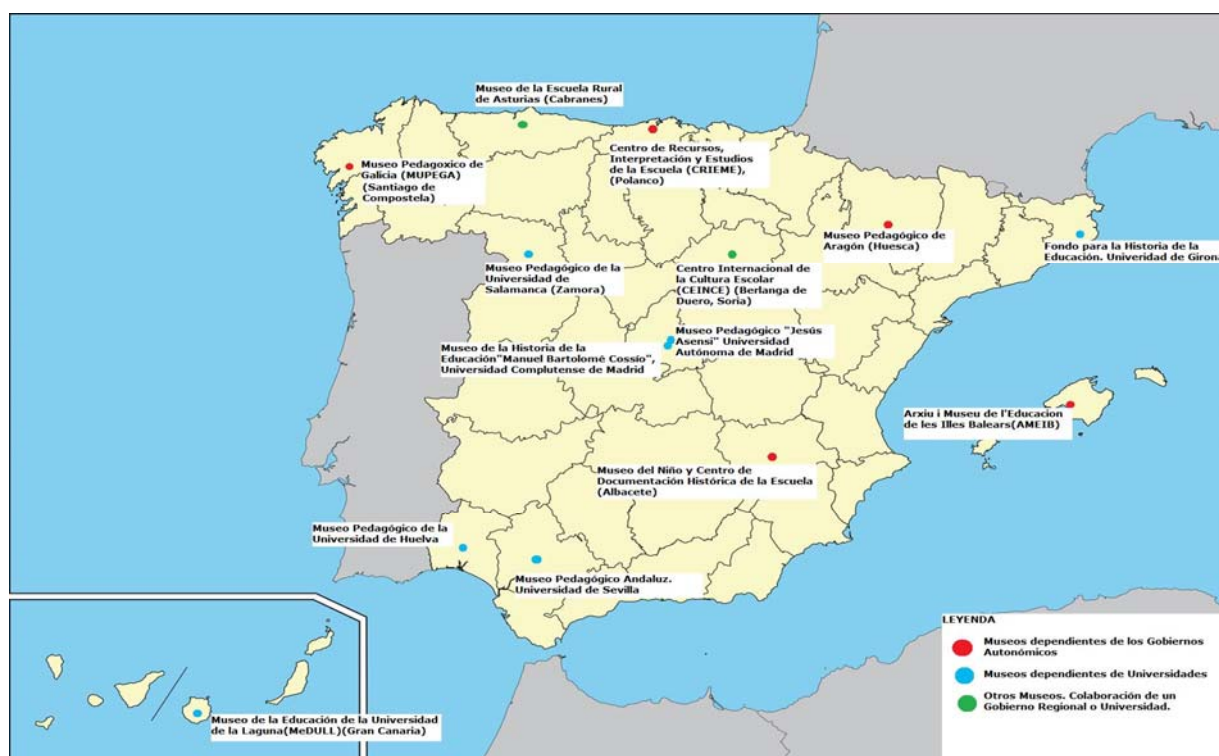 Museo de la Escuela Rural
de Asturias (Cabranes)
Centro de Recursos,
Interpretación y Estudios
de la Escuela (CRIEME),
(Polanco)
Museo Pedagoxico de
Galicia (MUPEGA)
(Santiago de
Compostela)
Museo Pedagógico de
Aragón (Huesca)
Fondo para la Historia de la
Educación. Univeridad de Girona
Museo Pedagógico de la
Universidad de
Salamanca (Zamora)
Centro Internacional de
la Cultura Escolar
(CEINCE) (Berlanga de
Duero, Soria)
Museo Pedagógico "Jesús
Asensi" Universidad
Autónoma de Madrid
Museo de la Historia de la
Educación"Manuel Bartolomé Cossío",
Universidad Complutense de Madrid
Arxiu i Museu de l'Educacion
de les Illes Balears(AMEIB)
Museo del Niño y Centro de
Documentación Histórica de la Escuela
(Albacete)
Museo Pedagógico de la
Universidad de Huelva
Museo Pedagógico Andaluz.
Universidad de Sevilla
Museo de la Educación de la Universidad
de la Laguna(MeDULL)(Gran Canaria)
LEYENDA
Museos dependientes de los Gobiernos
Autonómicos
Museos dependientes de Universidades
Otros Museos. Colaboración de un
Gobierno Regional o Universidad.